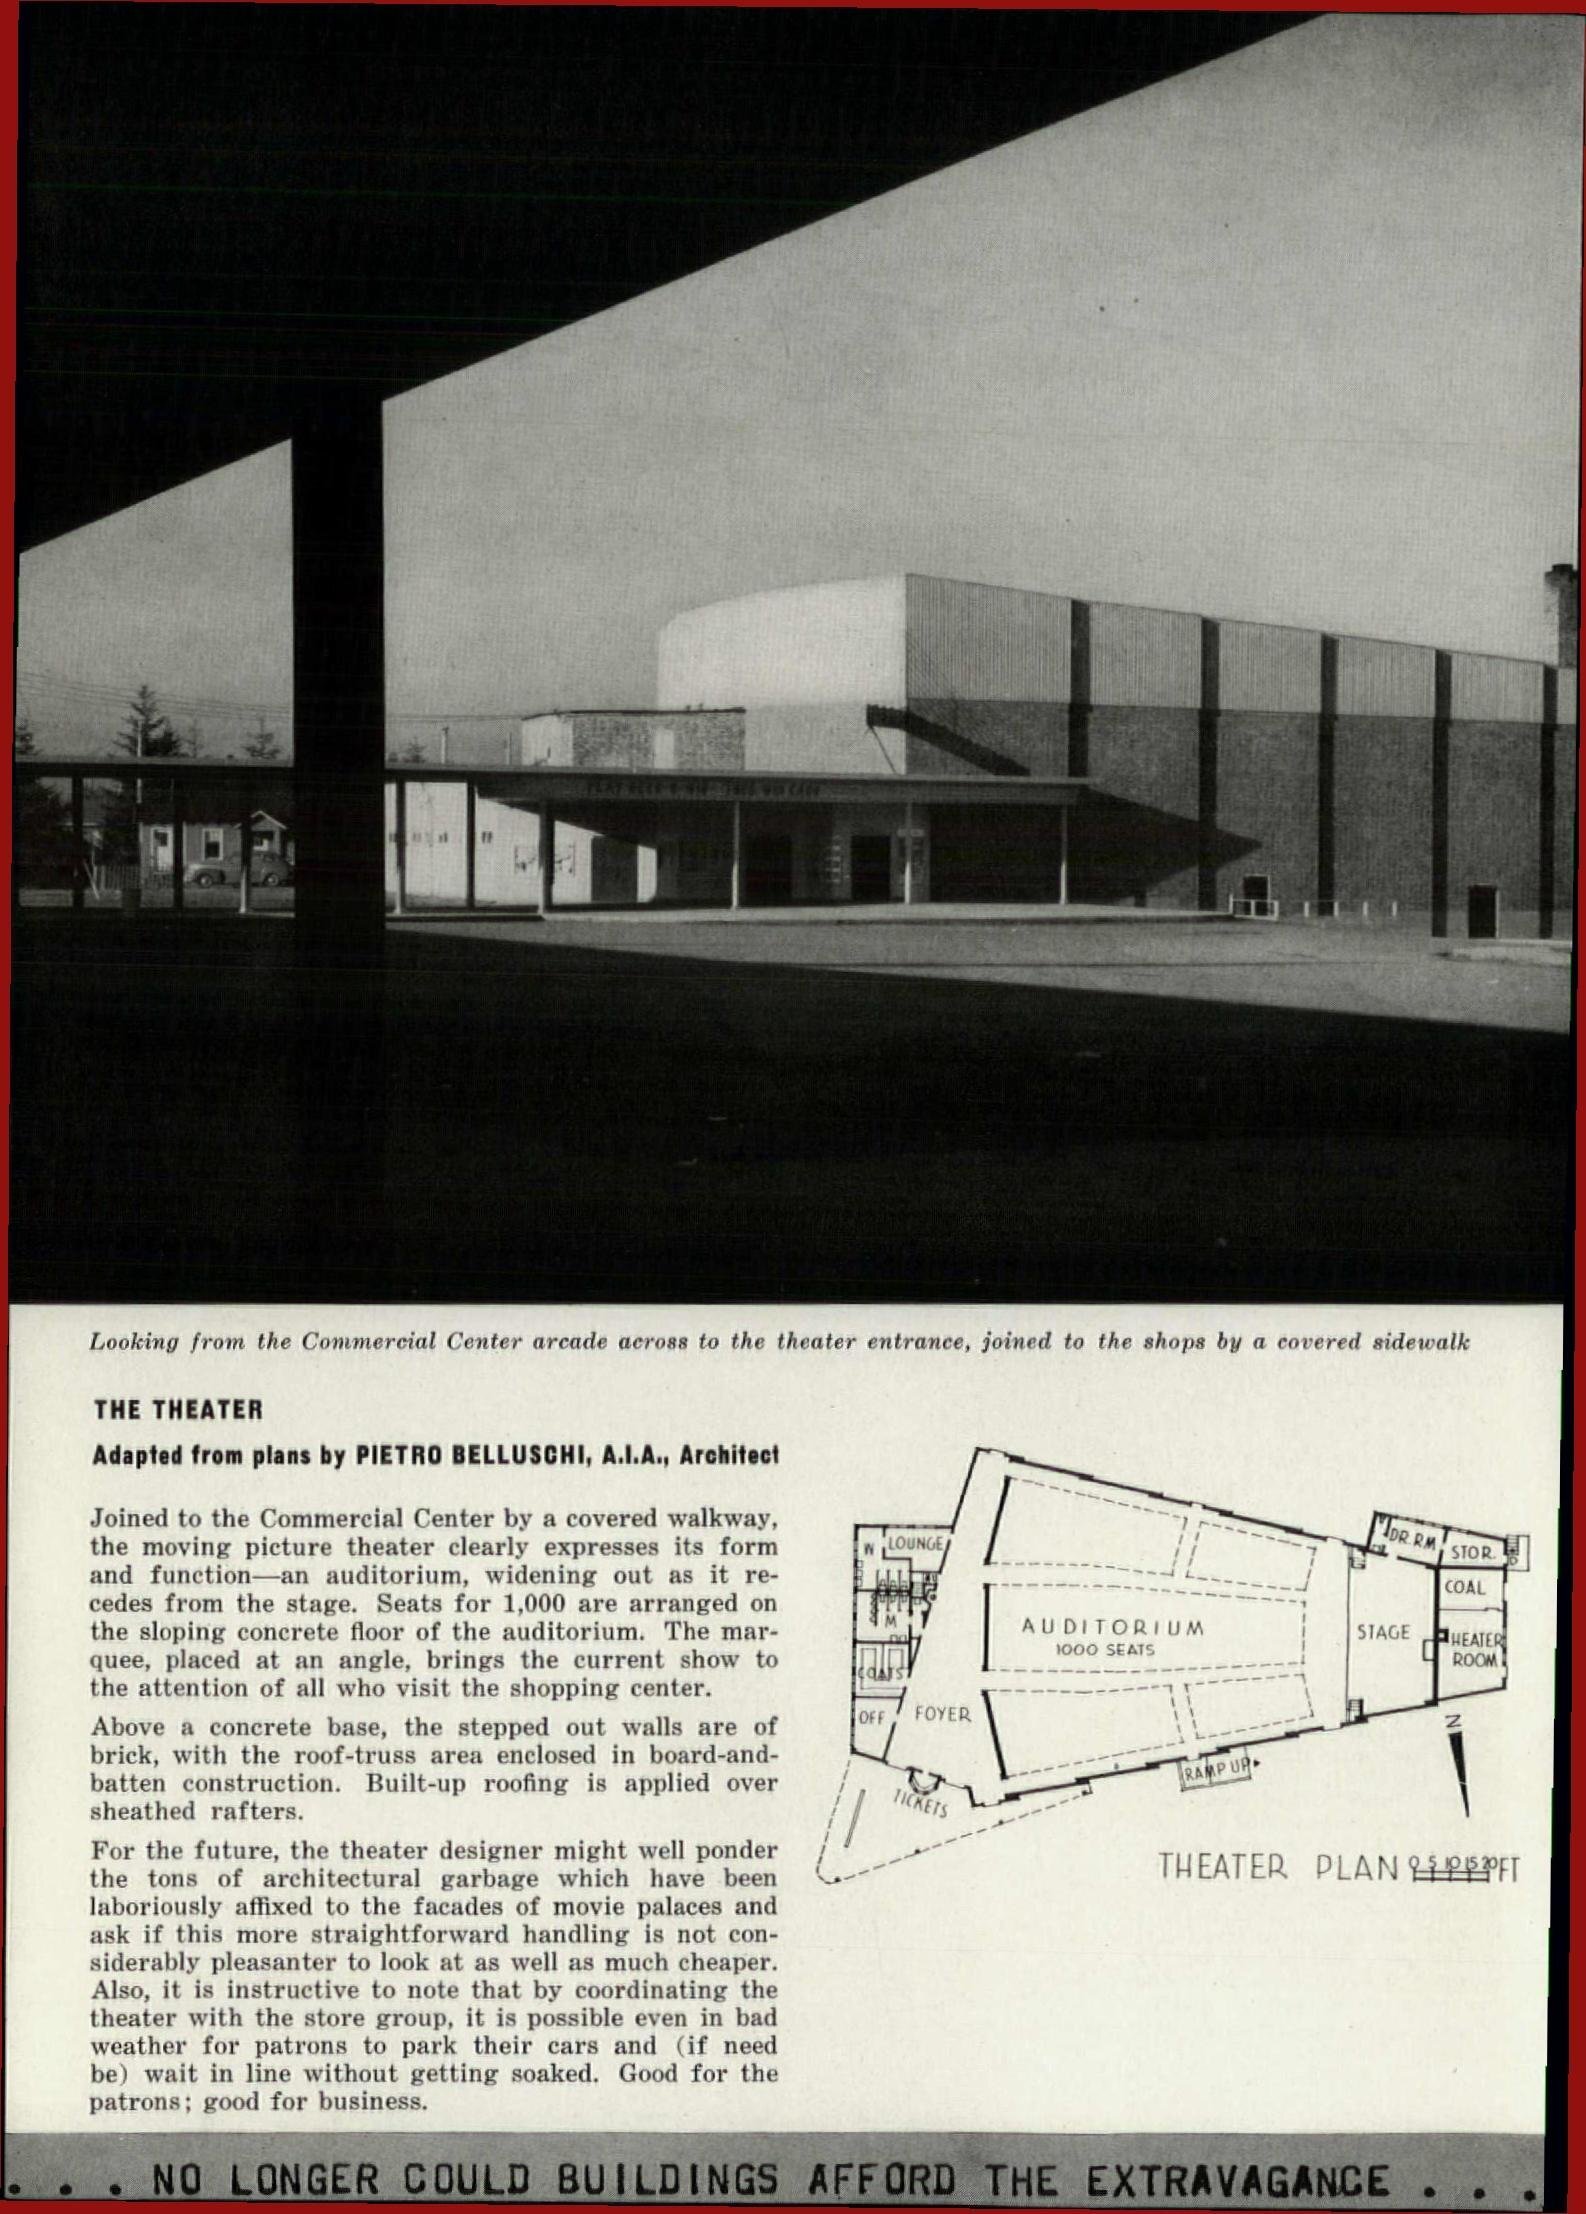 Looking from the Commercial Center arcade across to the theater entrance, joined to the shops by a covered sidewalk
THE THEATER
Adapted from plans by PIETRO BELLUSCHI, A.I.A., Architect
Joined to the Commercial Center by a covered walkway,
the moving picture theater clearly expresses its form
and function—an auditorium, widening out as it re-
cedes from the stage. Seats for 1,000 are arranged on
the sloping concrete floor of the auditorium. The mar-
quee, placed at an angle, brings the current show to
the attention of all who visit the shopping center.
Above a concrete base, the stepped out walls are of
brick, with the roof-truss area enclosed in board-and-
batten construction. Built-up roofing is applied over
sheathed rafters.
For the future, the theater designer might well ponder
the tons of architectural garbage which have been
laboriously affixed to the facades of movie palaces and
ask if this more straightforward handling is not con-
siderably pleasanter to look at as well as much cheaper.
Also, it is instructive to note that by coordinating the
theater with the store group, it is possible even in bad
weather for patrons to park their cars and (if need
be) wait in line without getting soaked. Good for the
patrons; good for business.
W LOUNGE
M
COATS
OFF
FOYER
TICKETS
AUDITORIUM
1000 SEATS
RAMP UP
STAGE
DR. RM
STOR.
COAL
HEATER
ROOM
N
THEATER PLAN 0 5 10 15 20 FT
. . . NO LONGER COULD BUILDINGS AFFORD THE EXTRAVAGANCE . . .